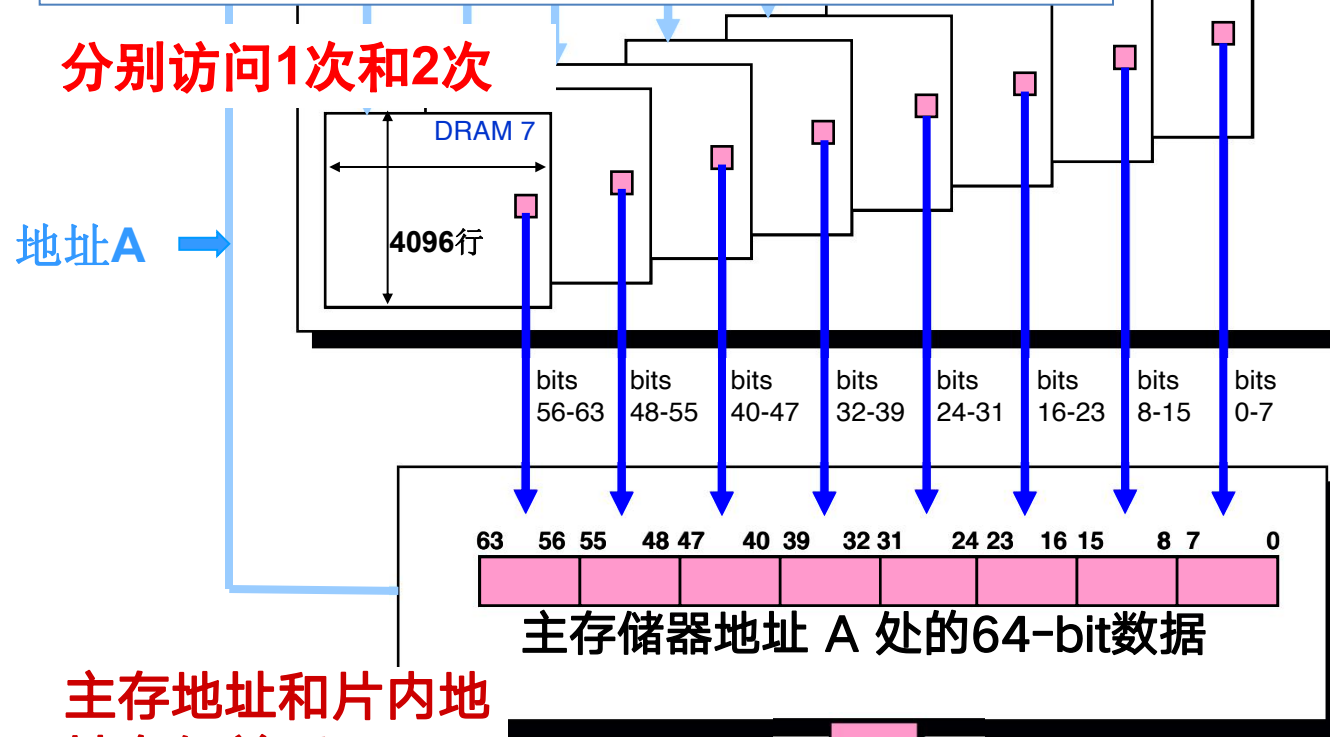 分别访问1次和2次
DRAM 7
地址A
4096行
bits 56-63
bits 48-55
bits 40-47
bits 32-39
bits 24-31
bits 16-23
bits 8-15
bits 0-7
63 56 55 48 47 40 39 32 31 24 23 16 15 8 7 0
主存储器地址 A 处的64-bit数据
主存地址和片内地